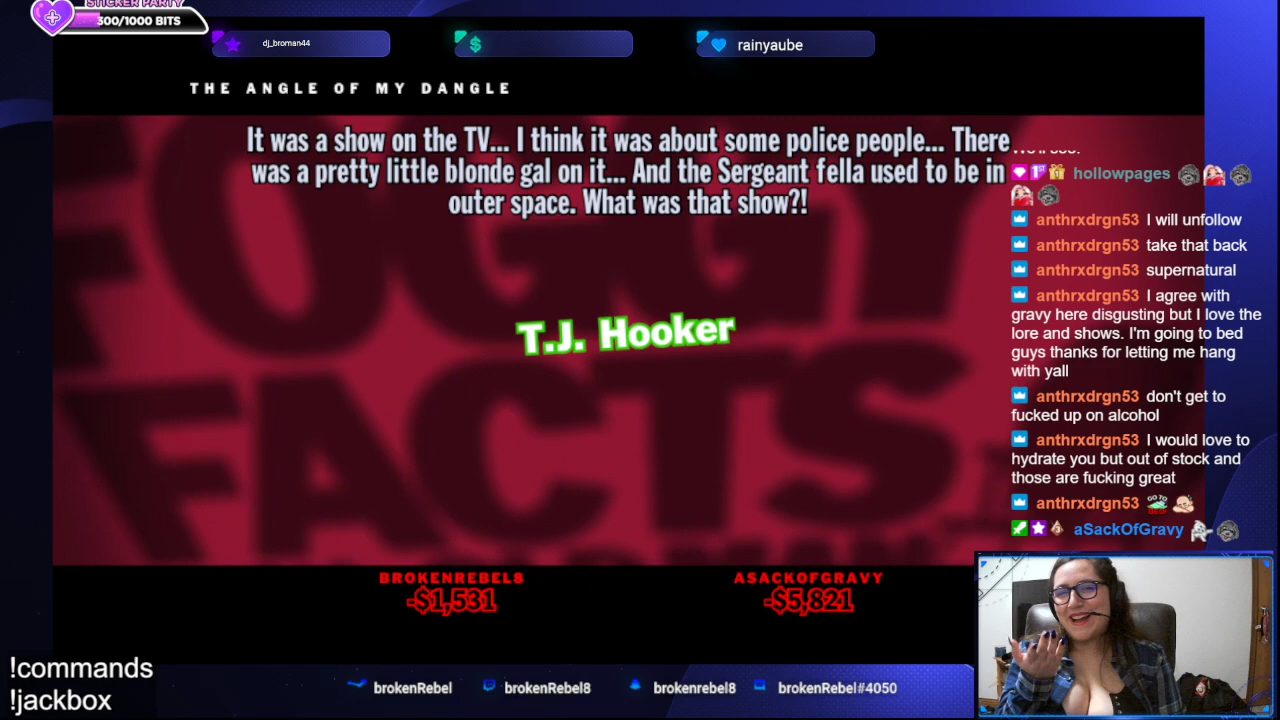 STICKER PARTY
300/1000 BITS
dj_broman44
$
rainyaube
THE ANGLE OF MY DANGLE
It was a show on the TV... I think it was about some police people... There
was a pretty little blonde gal on it... And the Sergeant fella used to be in
outer space. What was that show?!
FOGGY
FACTS
T.J. Hooker
BROKENREBEL8
-$1,531
ASACKOFGRAVY
-$5,821
hollowpages
anthrxdrgn53 I will unfollow
anthrxdrgn53 take that back
anthrxdrgn53 supernatural
anthrxdrgn53 I agree with
gravy here disgusting but I love the
lore and shows. I'm going to bed
guys thanks for letting me hang
with yall
anthrxdrgn53 don't get to
fucked up on alcohol
anthrxdrgn53 I would love to
hydrate you but out of stock and
those are fucking great
anthrxdrgn53
aSackOfGravy
!commands
!jackbox
brokenRebel
brokenRebel8
brokenrebel8
brokenRebel#4050